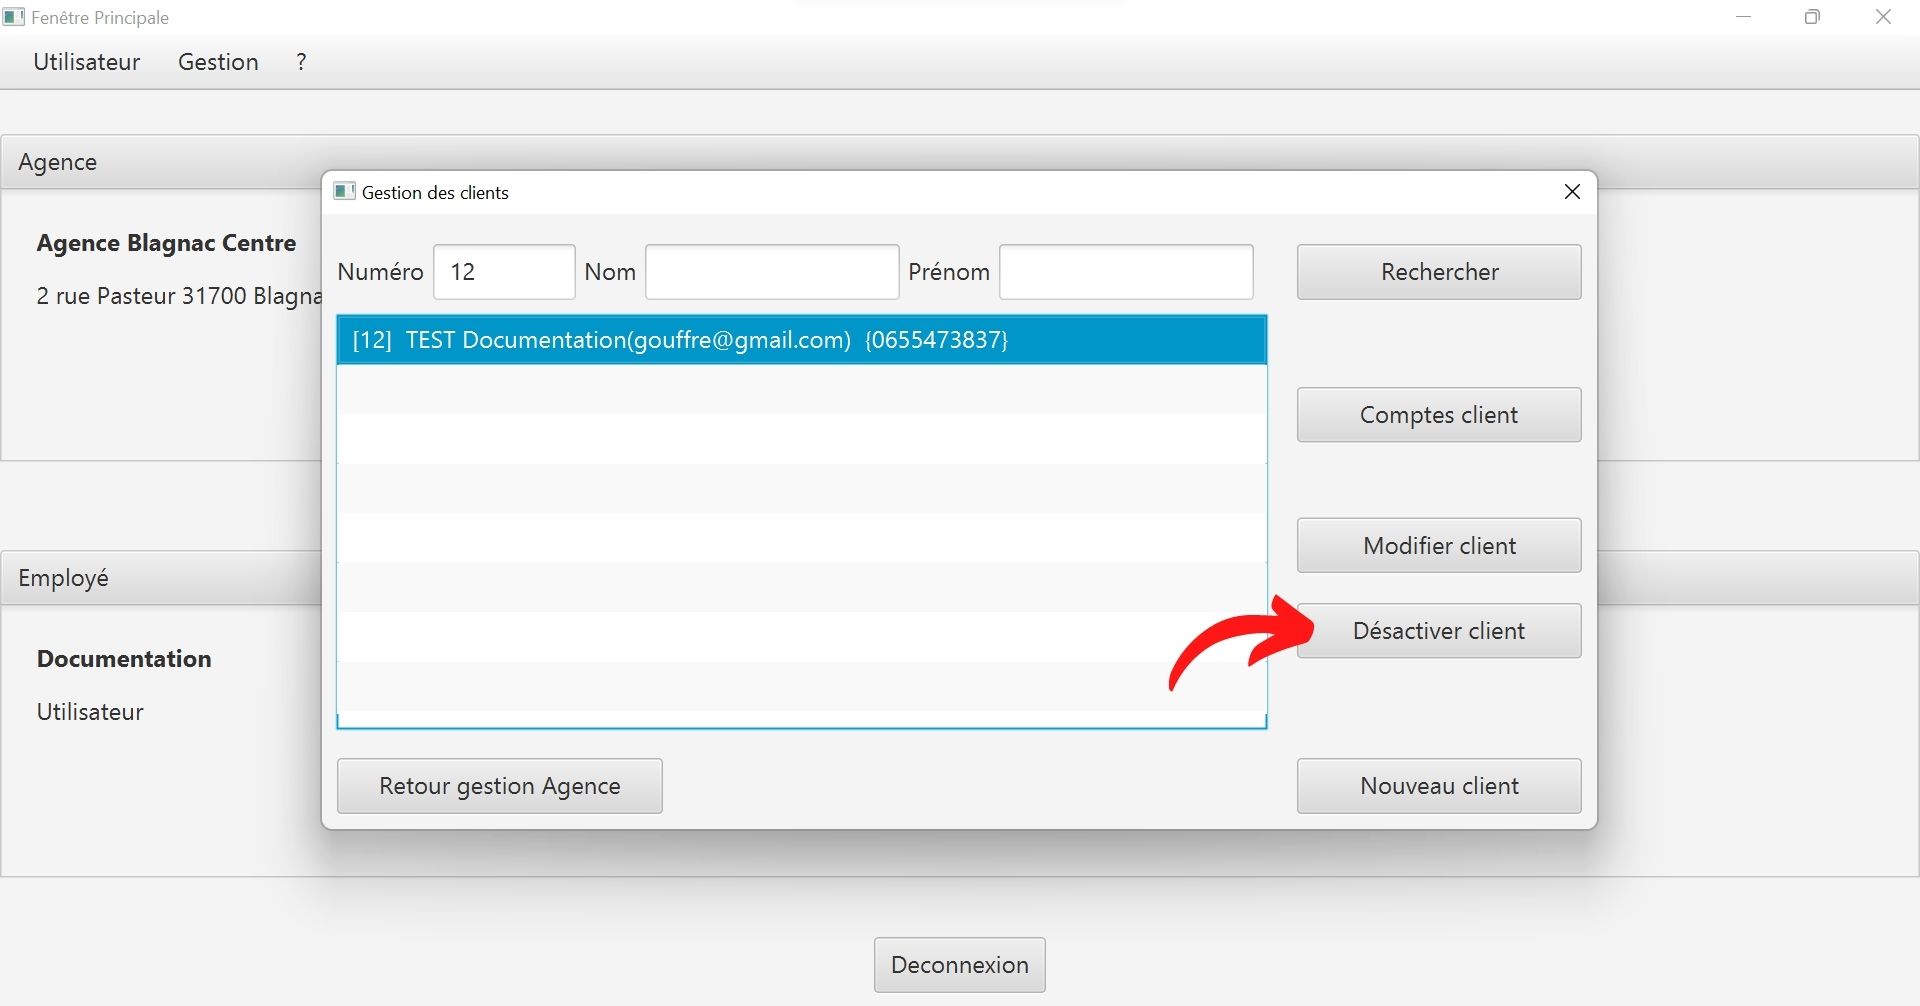 Fenêtre Principale
Utilisateur Gestion ?
Agence
Agence Blagnac Centre
2 rue Pasteur 31700 Blagna
Gestion des clients
Numéro 12 Nom Prénom Rechercher
[12] TEST Documentation(gouffre@gmail.com) {0655473837}
Comptes client
Modifier client
Désactiver client
Retour gestion Agence
Nouveau client
Employé
Documentation
Utilisateur
Deconnexion